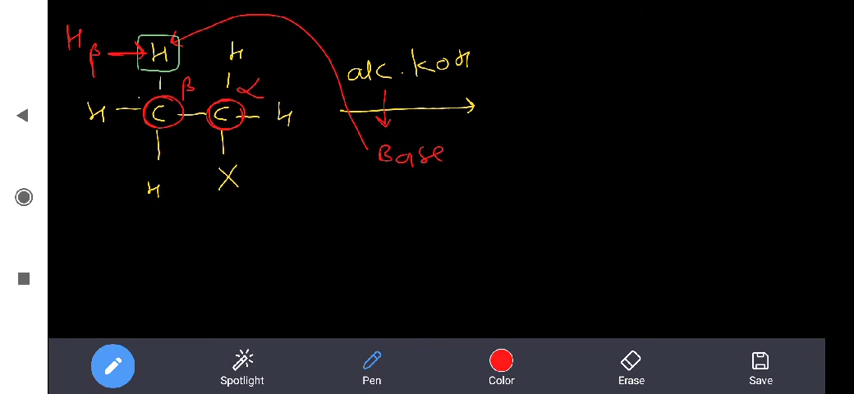 Hβ H H
alc. KOH
β α
H - C - C - H
Base
H X
Spotlight Pen Color Erase Save